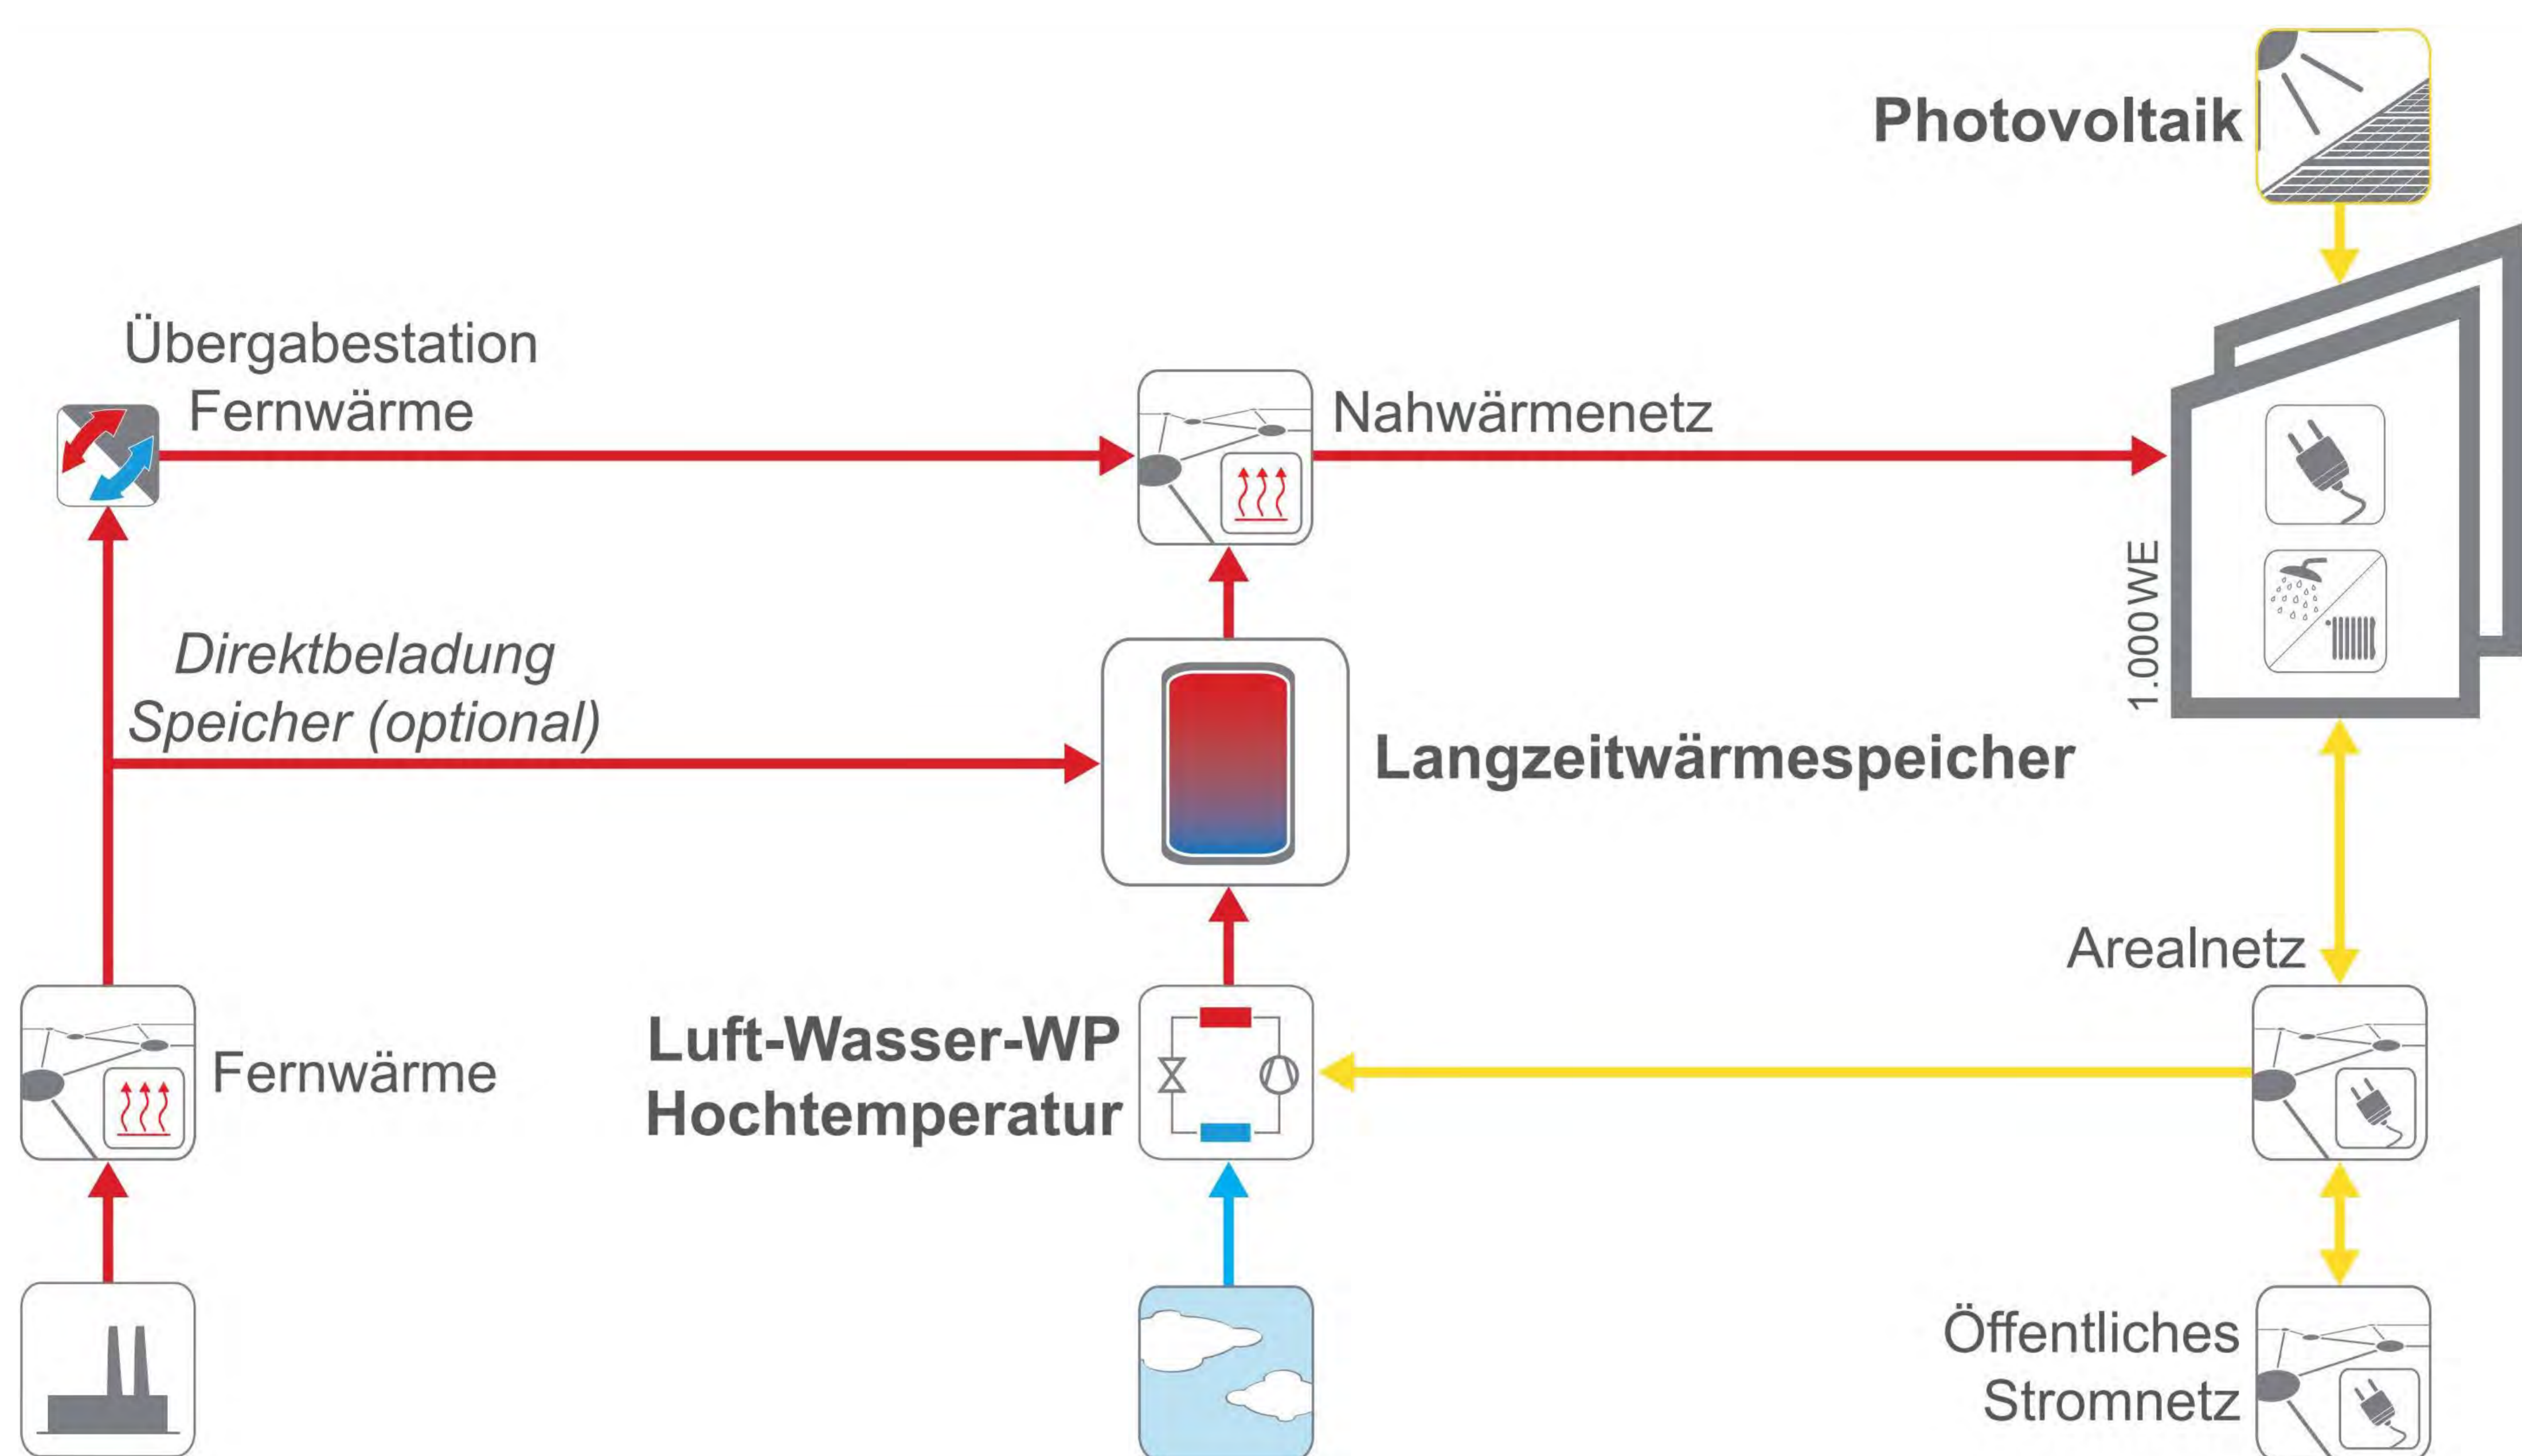 Photovoltaik
Übergabestation
Fernwärme
Nahwärmenetz
1.000 WE
Direktbeladung
Speicher (optional)
Langzeitwärmespeicher
Arealnetz
Luft-Wasser-WP
Hochtemperatur
Fernwärme
Öffentliches
Stromnetz